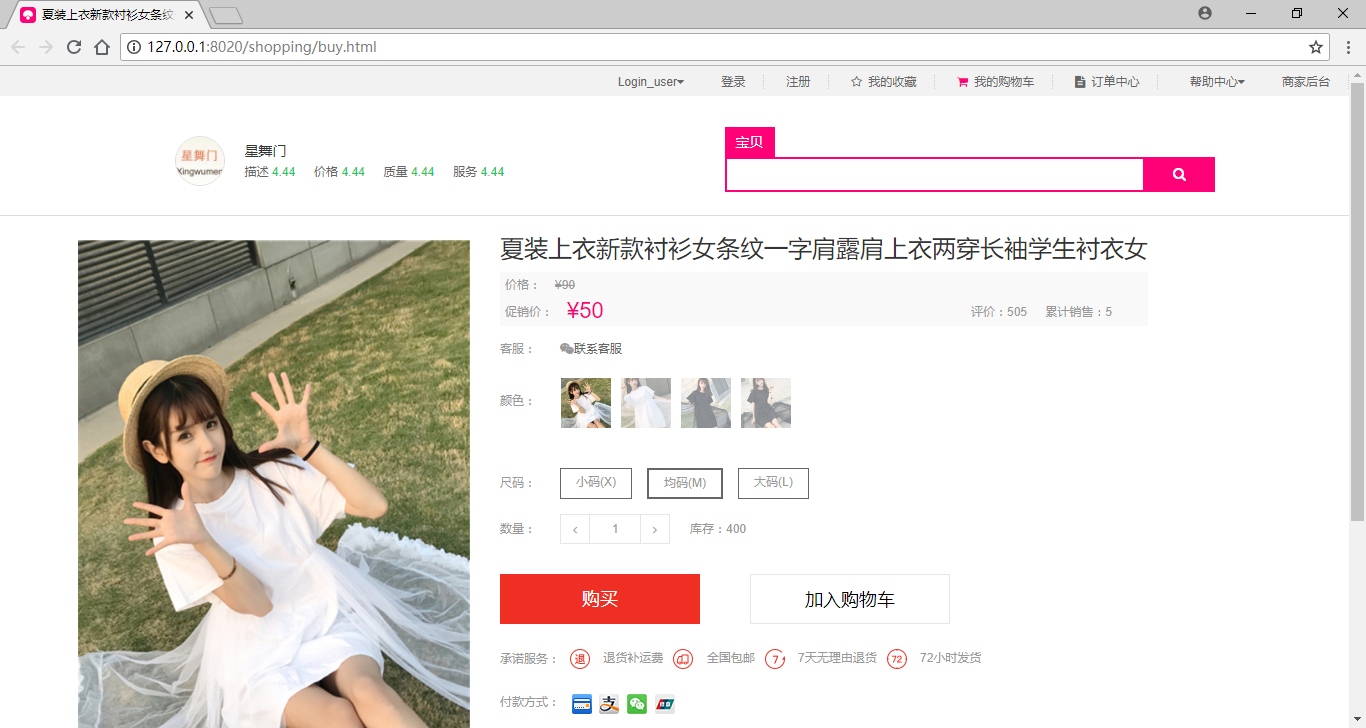 夏装上衣新款衬衫女条纹
127.0.0.1:8020/shopping/buy.html
Login_user 登录 注册 我的收藏 我的购物车 订单中心 帮助中心 商家后台
星舞门
Xingwumen
星舞门
描述 4.44 价格 4.44 质量 4.44 服务 4.44
宝贝
夏装上衣新款衬衫女条纹一字肩露肩上衣两穿长袖学生衬衣女
价格： ¥90
促销价： ¥50 评价：505 累计销售：5
客服： 联系客服
颜色：
尺码： 小码(X) 均码(M) 大码(L)
数量： ‹ 1 › 库存：400
购买 加入购物车
承诺服务： 退 退货补运费 全国包邮 7 7天无理由退货 72 72小时发货
付款方式： 支